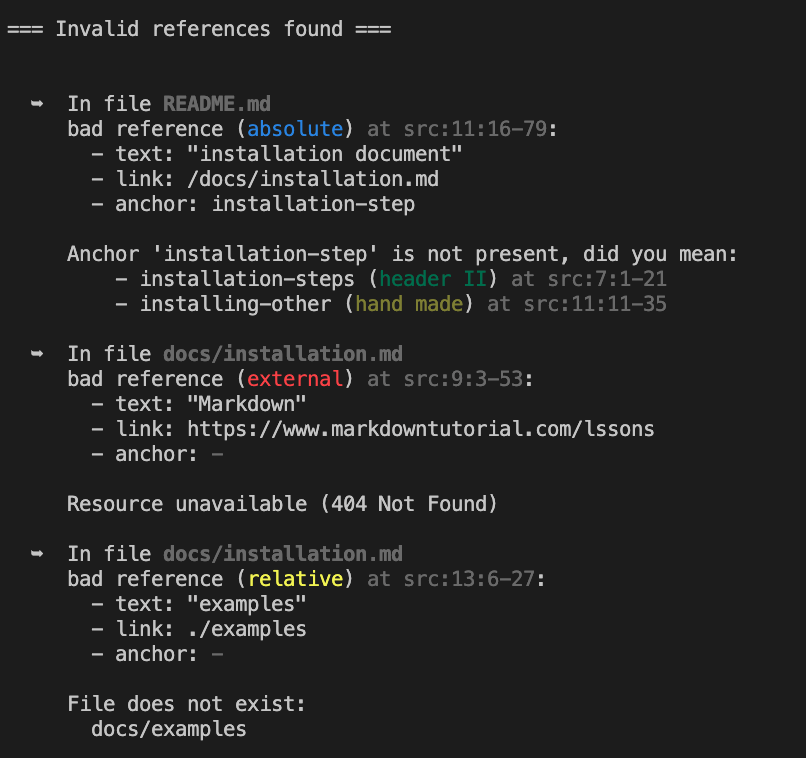 === Invalid references found ===
➥ In file README.md
bad reference (absolute) at src:11:16-79:
- text: "installation document"
- link: /docs/installation.md
- anchor: installation-step
Anchor 'installation-step' is not present, did you mean:
- installation-steps (header II) at src:7:1-21
- installing-other (hand made) at src:11:11-35
➥ In file docs/installation.md
bad reference (external) at src:9:3-53:
- text: "Markdown"
- link: https://www.markdowntutorial.com/lssons
- anchor: -
Resource unavailable (404 Not Found)
➥ In file docs/installation.md
bad reference (relative) at src:13:6-27:
- text: "examples"
- link: ./examples
- anchor: -
File does not exist:
docs/examples